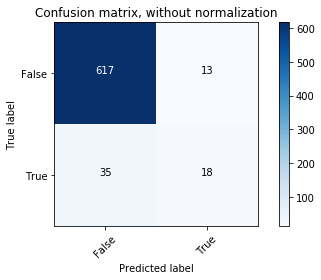 Confusion matrix, without normalization
True label
False
True
617
13
35
18
False
True
Predicted label
600
500
400
300
200
100